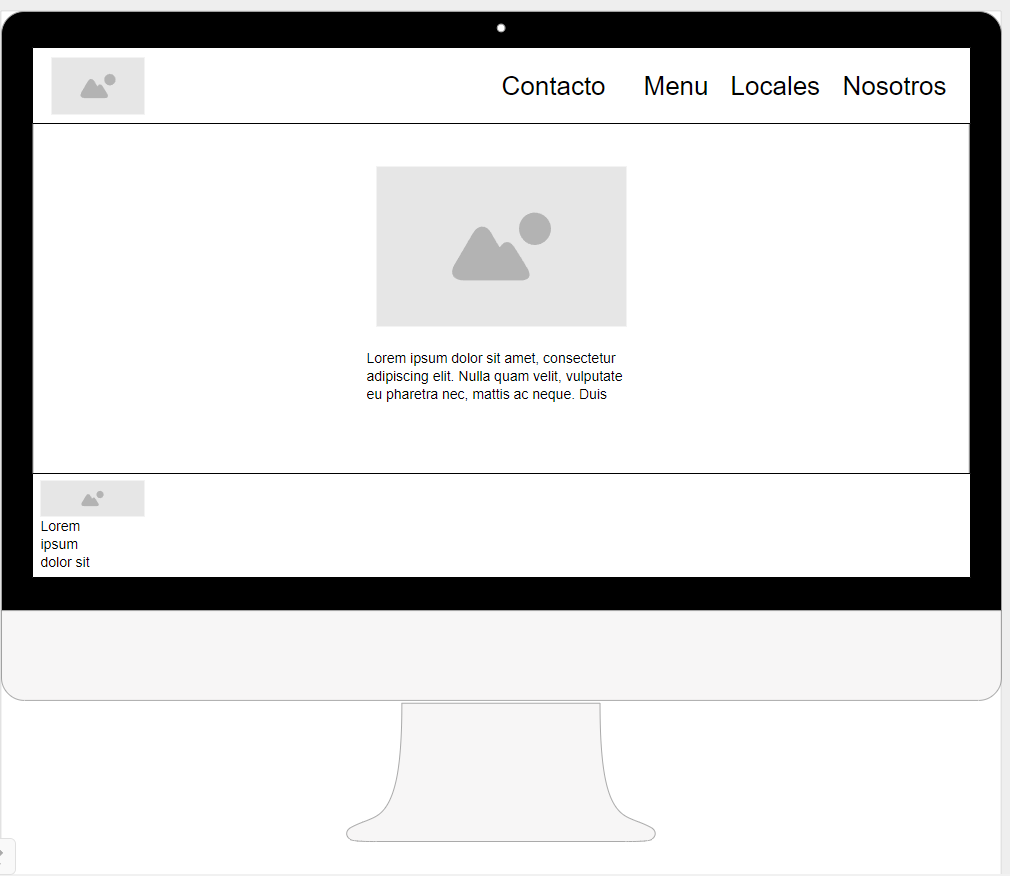 Contacto Menu Locales Nosotros
Lorem ipsum dolor sit amet, consectetur
adipiscing elit. Nulla quam velit, vulputate
eu pharetra nec, mattis ac neque. Duis
Lorem
ipsum
dolor sit